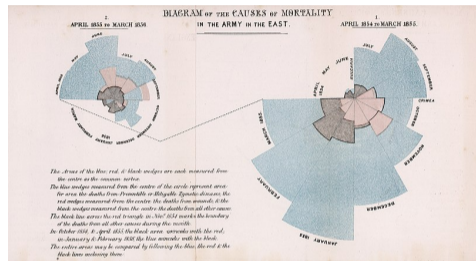 DIAGRAM OF THE CAUSES OF MORTALITY
IN THE ARMY IN THE EAST.
2.
APRIL 1855 TO MARCH 1856.
1.
APRIL 1854 TO MARCH 1855.
JUNE
JULY
AUGUST
MAY
APRIL 1854
MAY
JUNE
JULY
AUGUST
SEPTEMBER
CRIMEA
OCTOBER
NOVEMBER
DECEMBER
JANUARY 1855
FEBRUARY
MARCH 1855
The Areas of the blue, red, & black wedges are each measured from
the centre as the common vertex.
The blue wedges measured from the centre of the circle represent area
for area the deaths from Preventible or Mitigable Zymotic diseases, the
red wedges measured from the centre the deaths from wounds, & the
black wedges measured from the centre the deaths from all other causes.
The black line across the red triangle in Nov. 1854 marks the boundary
of the deaths from all other causes during the month.
In October 1854, & April 1855, the black area coincides with the red,
in January & February 1856, the blue coincides with the black.
The entire areas may be compared by following the blue, the red & the
black lines enclosing them.